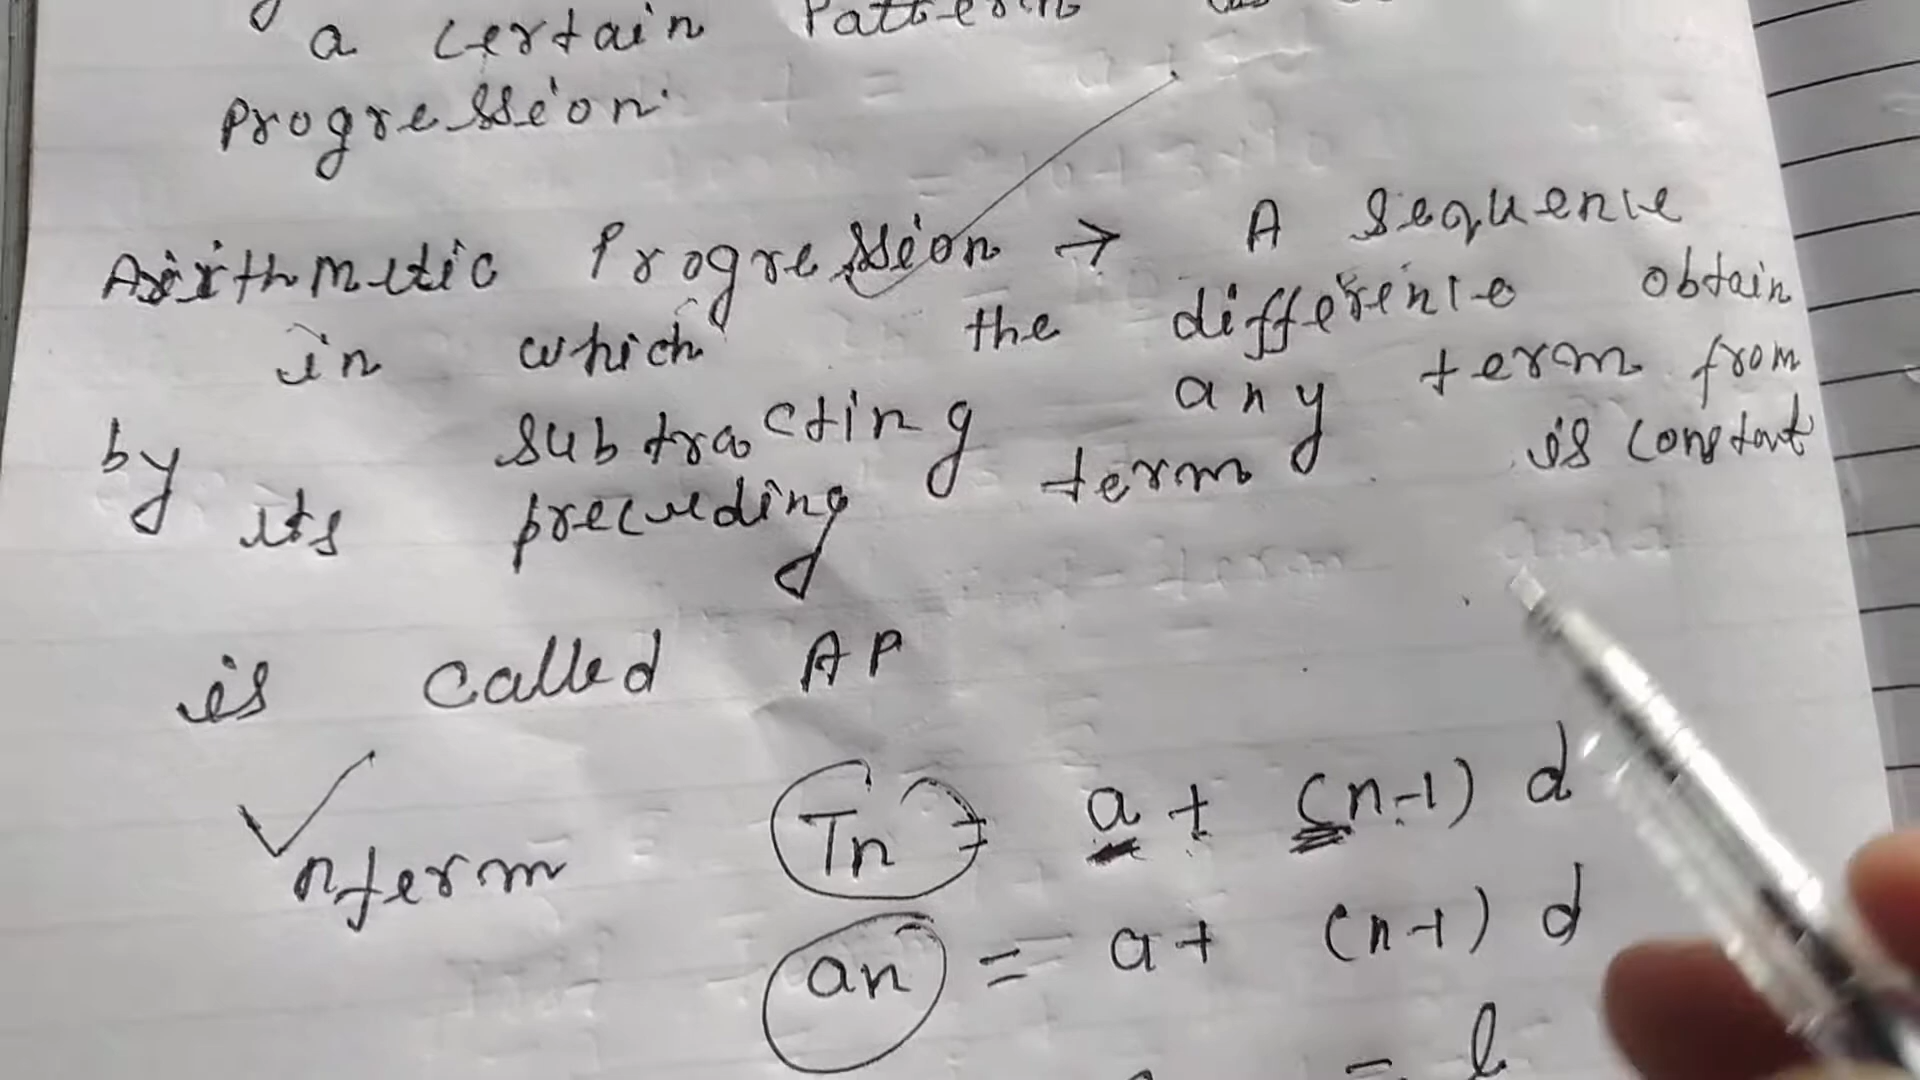 a certain Pattern
progression.
Arithmetic Progression → A sequence
in which the difference obtain
by subtracting any term from
its preceding term is constant
is called AP
nterm Tn = a + (n-1) d
an = a + (n-1) d
= l